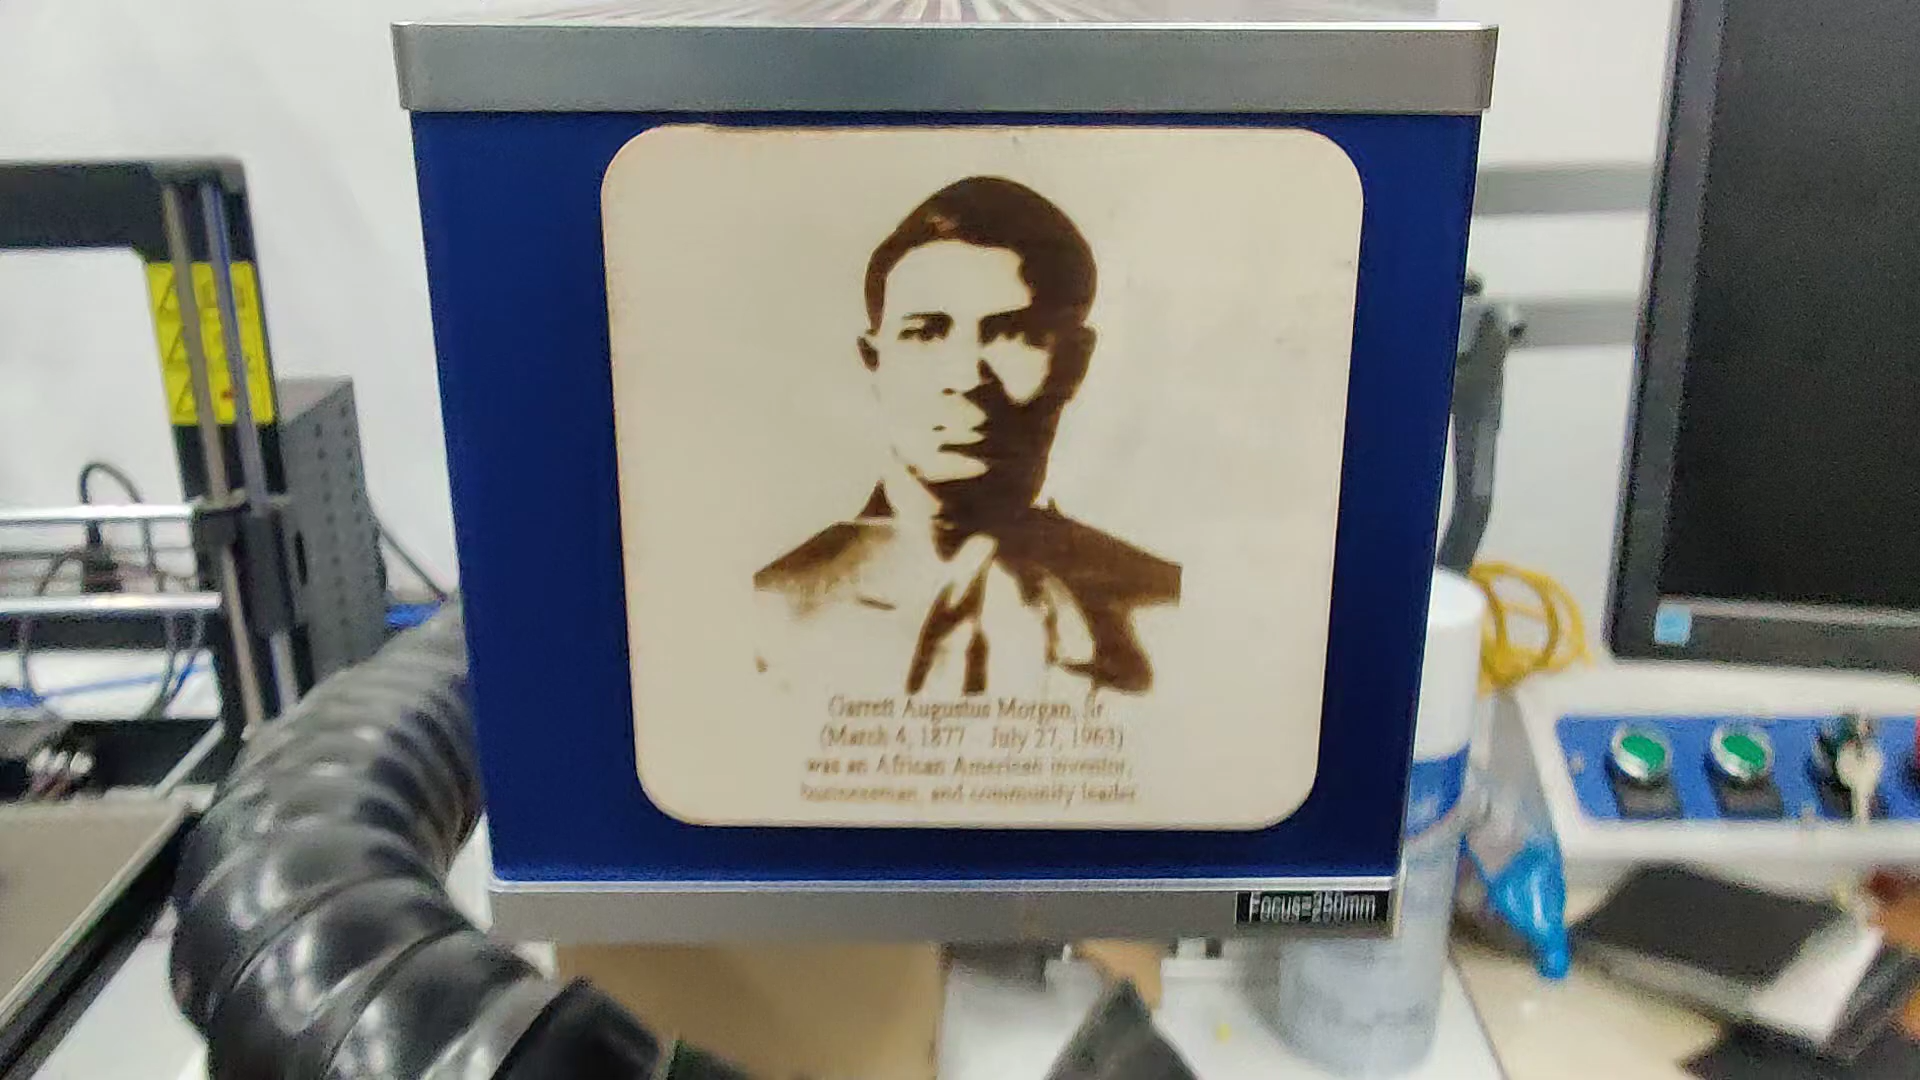 Garrett Augustus Morgan, Sr.
(March 4, 1877 – July 27, 1963)
was an African American inventor,
businessman, and community leader
Focus=250mm